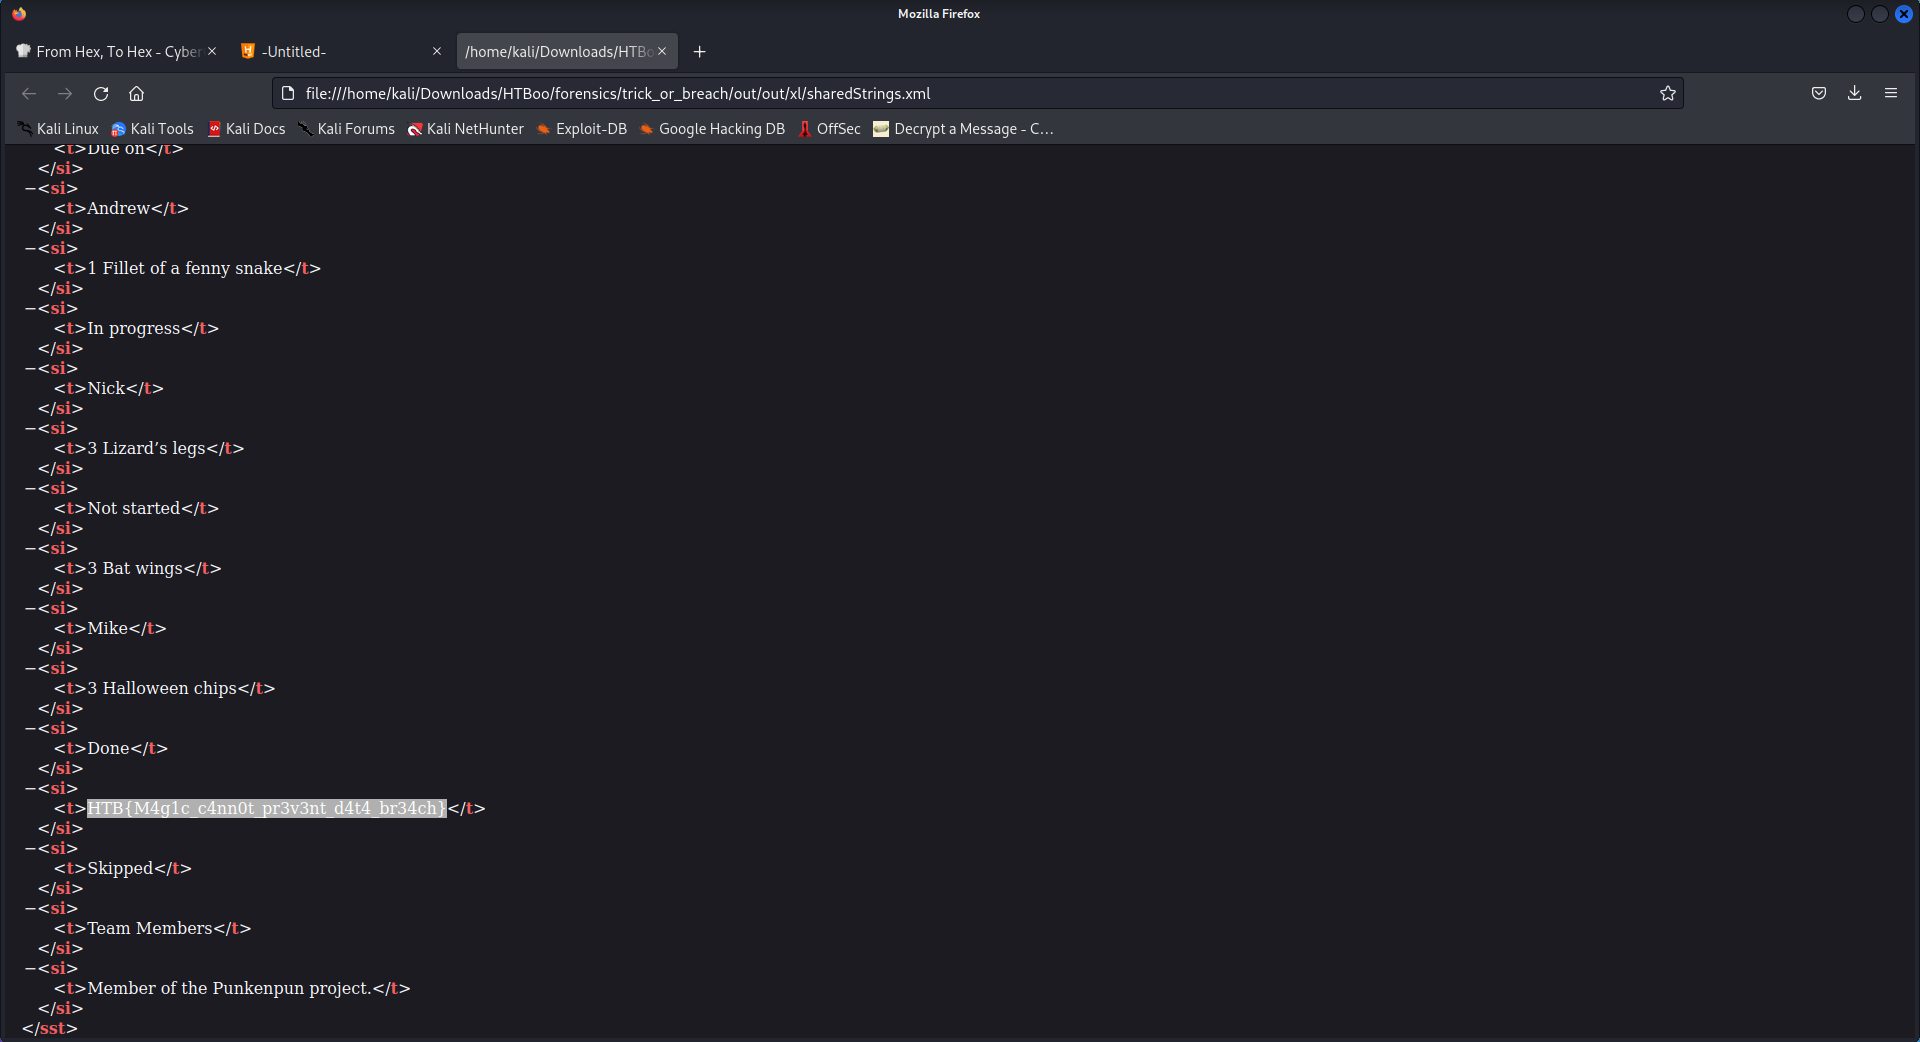 Mozilla Firefox
From Hex, To Hex - Cyber
-Untitled-
/home/kali/Downloads/HTBo
file:///home/kali/Downloads/HTBoo/forensics/trick_or_breach/out/out/xl/sharedStrings.xml
Kali Linux Kali Tools Kali Docs Kali Forums Kali NetHunter Exploit-DB Google Hacking DB OffSec Decrypt a Message - C…
<t>Due on</t>
</si>
−<si>
<t>Andrew</t>
</si>
−<si>
<t>1 Fillet of a fenny snake</t>
</si>
−<si>
<t>In progress</t>
</si>
−<si>
<t>Nick</t>
</si>
−<si>
<t>3 Lizard’s legs</t>
</si>
−<si>
<t>Not started</t>
</si>
−<si>
<t>3 Bat wings</t>
</si>
−<si>
<t>Mike</t>
</si>
−<si>
<t>3 Halloween chips</t>
</si>
−<si>
<t>Done</t>
</si>
−<si>
<t>HTB{M4g1c_c4nn0t_pr3v3nt_d4t4_br34ch}</t>
</si>
−<si>
<t>Skipped</t>
</si>
−<si>
<t>Team Members</t>
</si>
−<si>
<t>Member of the Punkenpun project.</t>
</si>
</sst>